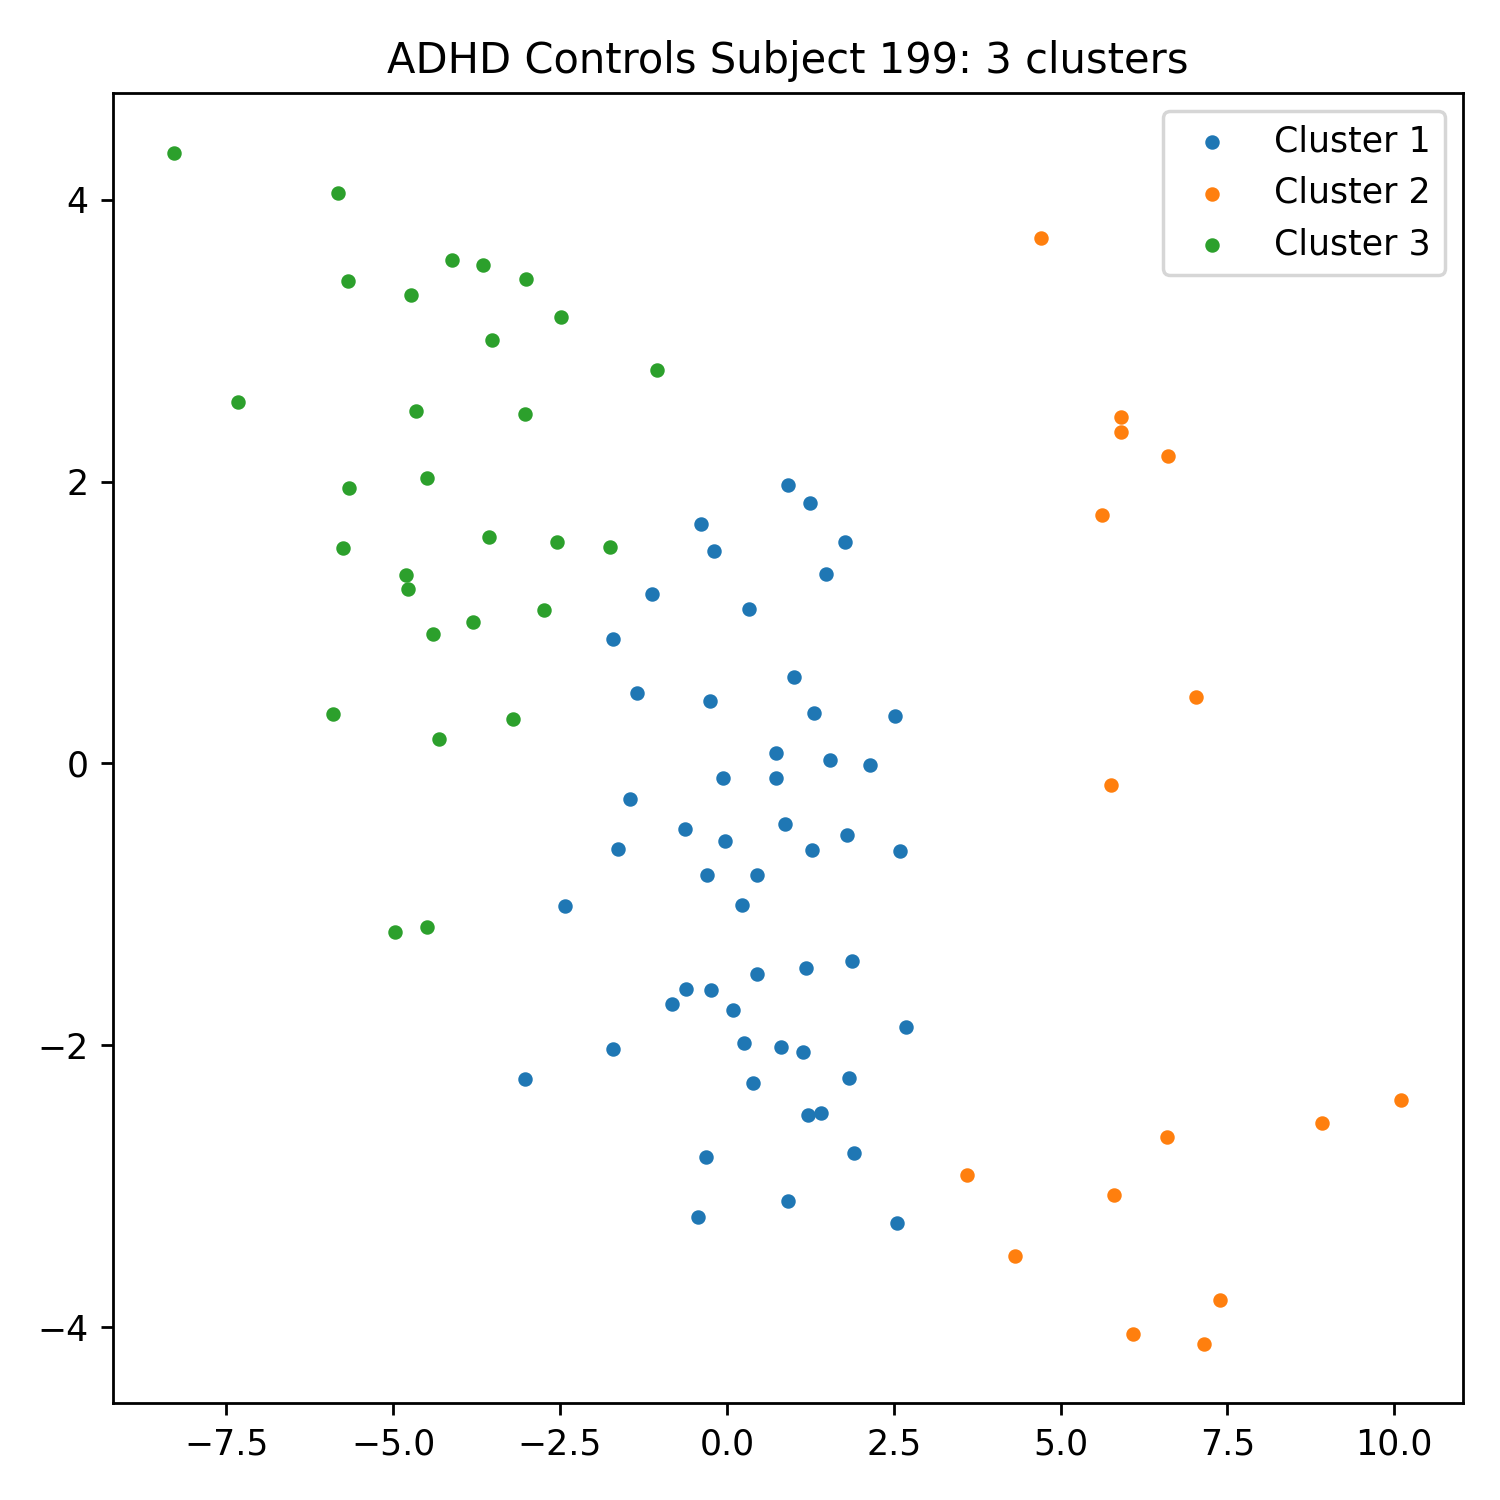 ADHD Controls Subject 199: 3 clusters
Cluster 1
Cluster 2
Cluster 3
4
2
0
−2
−4
−7.5 −5.0 −2.5 0.0 2.5 5.0 7.5 10.0